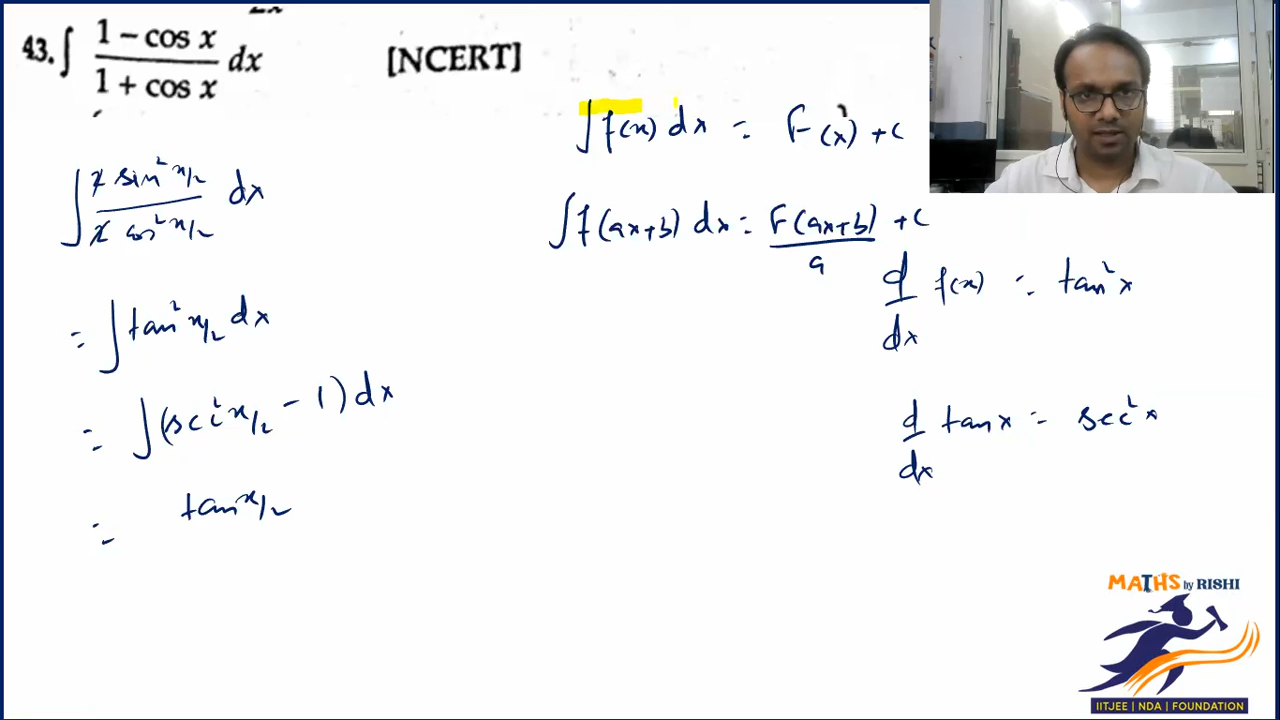 43. ∫ (1 − cos x)/(1 + cos x) dx [NCERT]
∫ f(x) dx = F(x) + c
∫ (2 sin² x/2)/(2 cos² x/2) dx
∫ f(ax+b) dx = F(ax+b)/a + c
d/dx f(x) = tan² x
= ∫ tan² x/2 dx
= ∫ (sec² x/2 − 1) dx
d/dx tan x = sec² x
= tan x/2
MATHS by RISHI
IITJEE | NDA | FOUNDATION